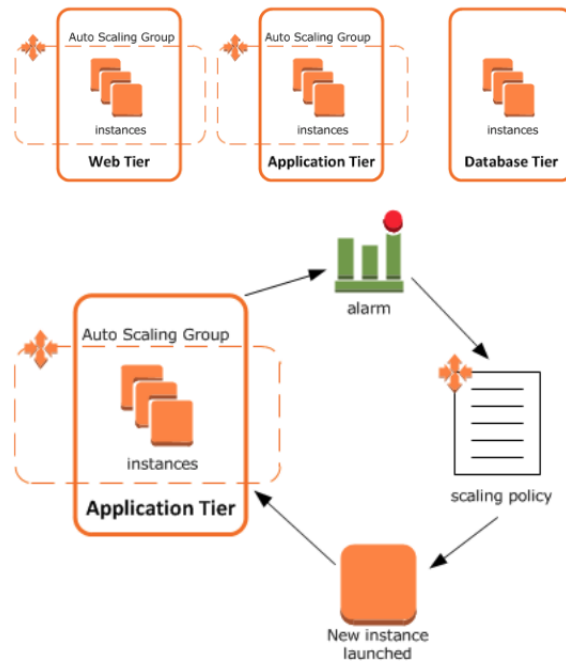 Auto Scaling Group
instances
Web Tier
Auto Scaling Group
instances
Application Tier
instances
Database Tier
alarm
Auto Scaling Group
instances
Application Tier
scaling policy
New instance
launched